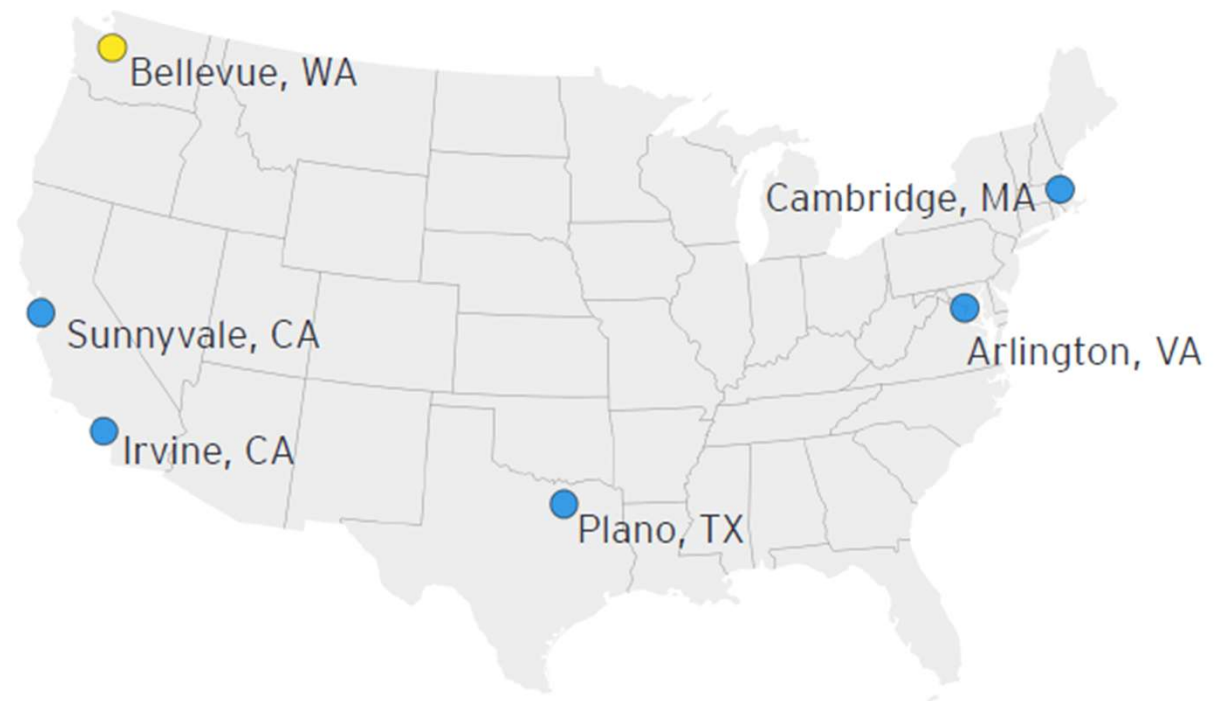 Bellevue, WA
Cambridge, MA
Sunnyvale, CA
Arlington, VA
Irvine, CA
Plano, TX